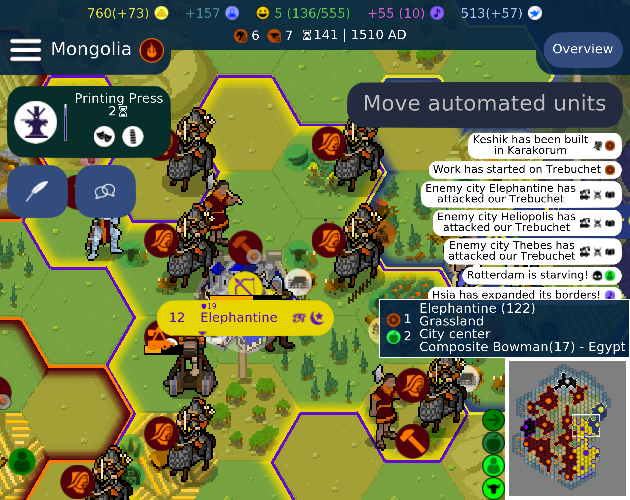 760(+73) +157 5 (136/555) +55 (10) 513(+57)
6 7 141 | 1510 AD
Mongolia
Overview
Printing Press
2
Move automated units
Keshik has been built
in Karakorum
Work has started on Trebuchet
Enemy city Elephantine has
attacked our Trebuchet
Enemy city Heliopolis has
attacked our Trebuchet
Enemy city Thebes has
attacked our Trebuchet
Rotterdam is starving!
Hsia has expanded its borders!
19
12 Elephantine
Elephantine (122)
1 Grassland
2 City center
Composite Bowman(17) - Egypt